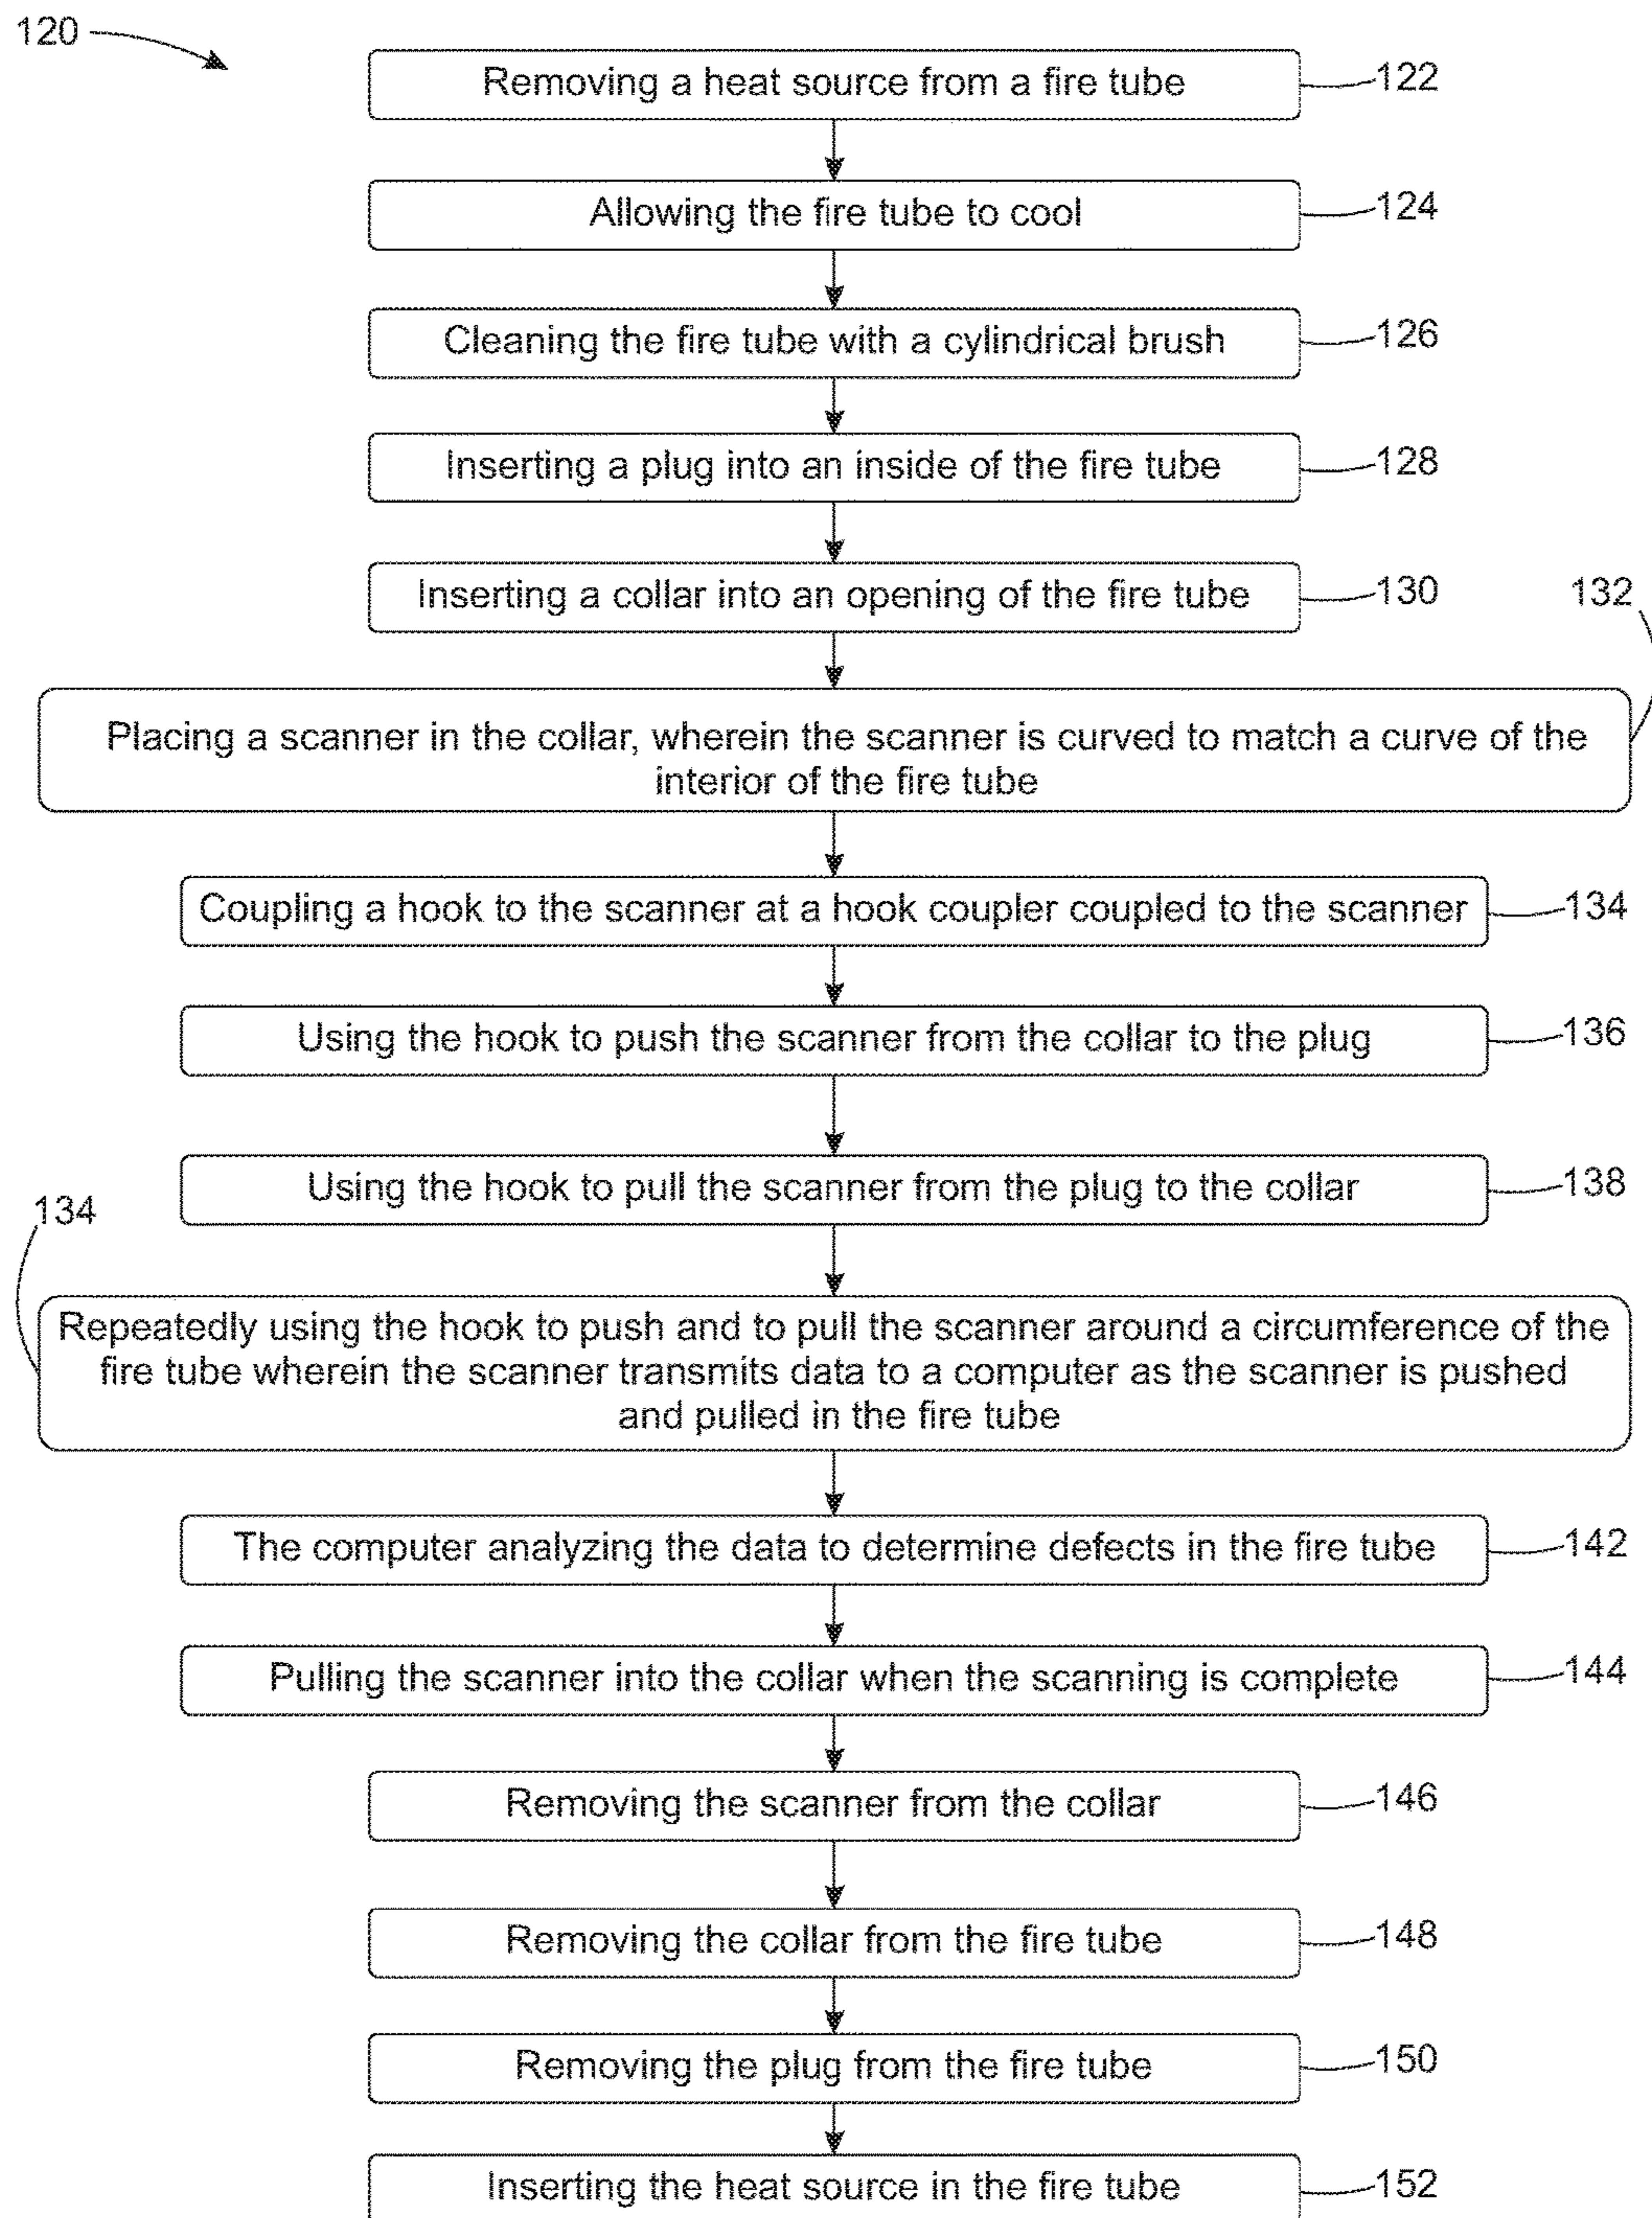 120
Removing a heat source from a fire tube
122
Allowing the fire tube to cool
124
Cleaning the fire tube with a cylindrical brush
126
Inserting a plug into an inside of the fire tube
128
Inserting a collar into an opening of the fire tube
130
132
Placing a scanner in the collar, wherein the scanner is curved to match a curve of the
interior of the fire tube
Coupling a hook to the scanner at a hook coupler coupled to the scanner
134
Using the hook to push the scanner from the collar to the plug
136
Using the hook to pull the scanner from the plug to the collar
138
134
Repeatedly using the hook to push and to pull the scanner around a circumference of the
fire tube wherein the scanner transmits data to a computer as the scanner is pushed
and pulled in the fire tube
The computer analyzing the data to determine defects in the fire tube
142
Pulling the scanner into the collar when the scanning is complete
144
Removing the scanner from the collar
146
Removing the collar from the fire tube
148
Removing the plug from the fire tube
150
Inserting the heat source in the fire tube
152